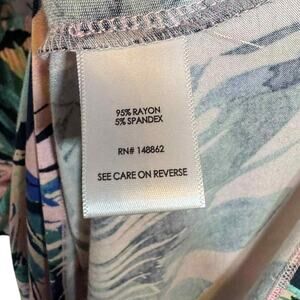 95% RAYON
5% SPANDEX
RN# 148862
SEE CARE ON REVERSE